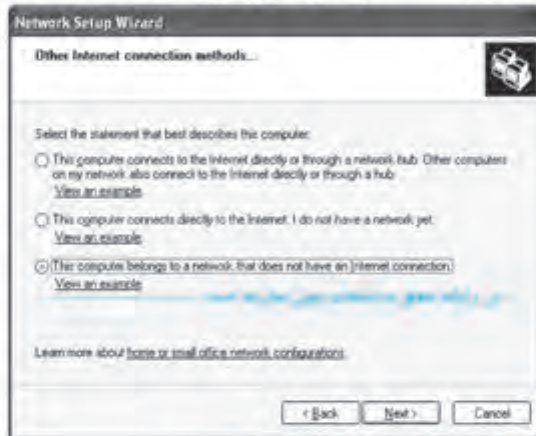 Network Setup Wizard
Other Internet connection methods...
Select the statement that best describes this computer:
This computer connects to the Internet directly or through a network hub. Other computers
on my network also connect to the Internet directly or through a hub.
View an example.
This computer connects directly to the Internet. I do not have a network yet.
View an example.
This computer belongs to a network that does not have an Internet connection.
View an example.
Learn more about home or small office network configurations.
< Back
Next >
Cancel